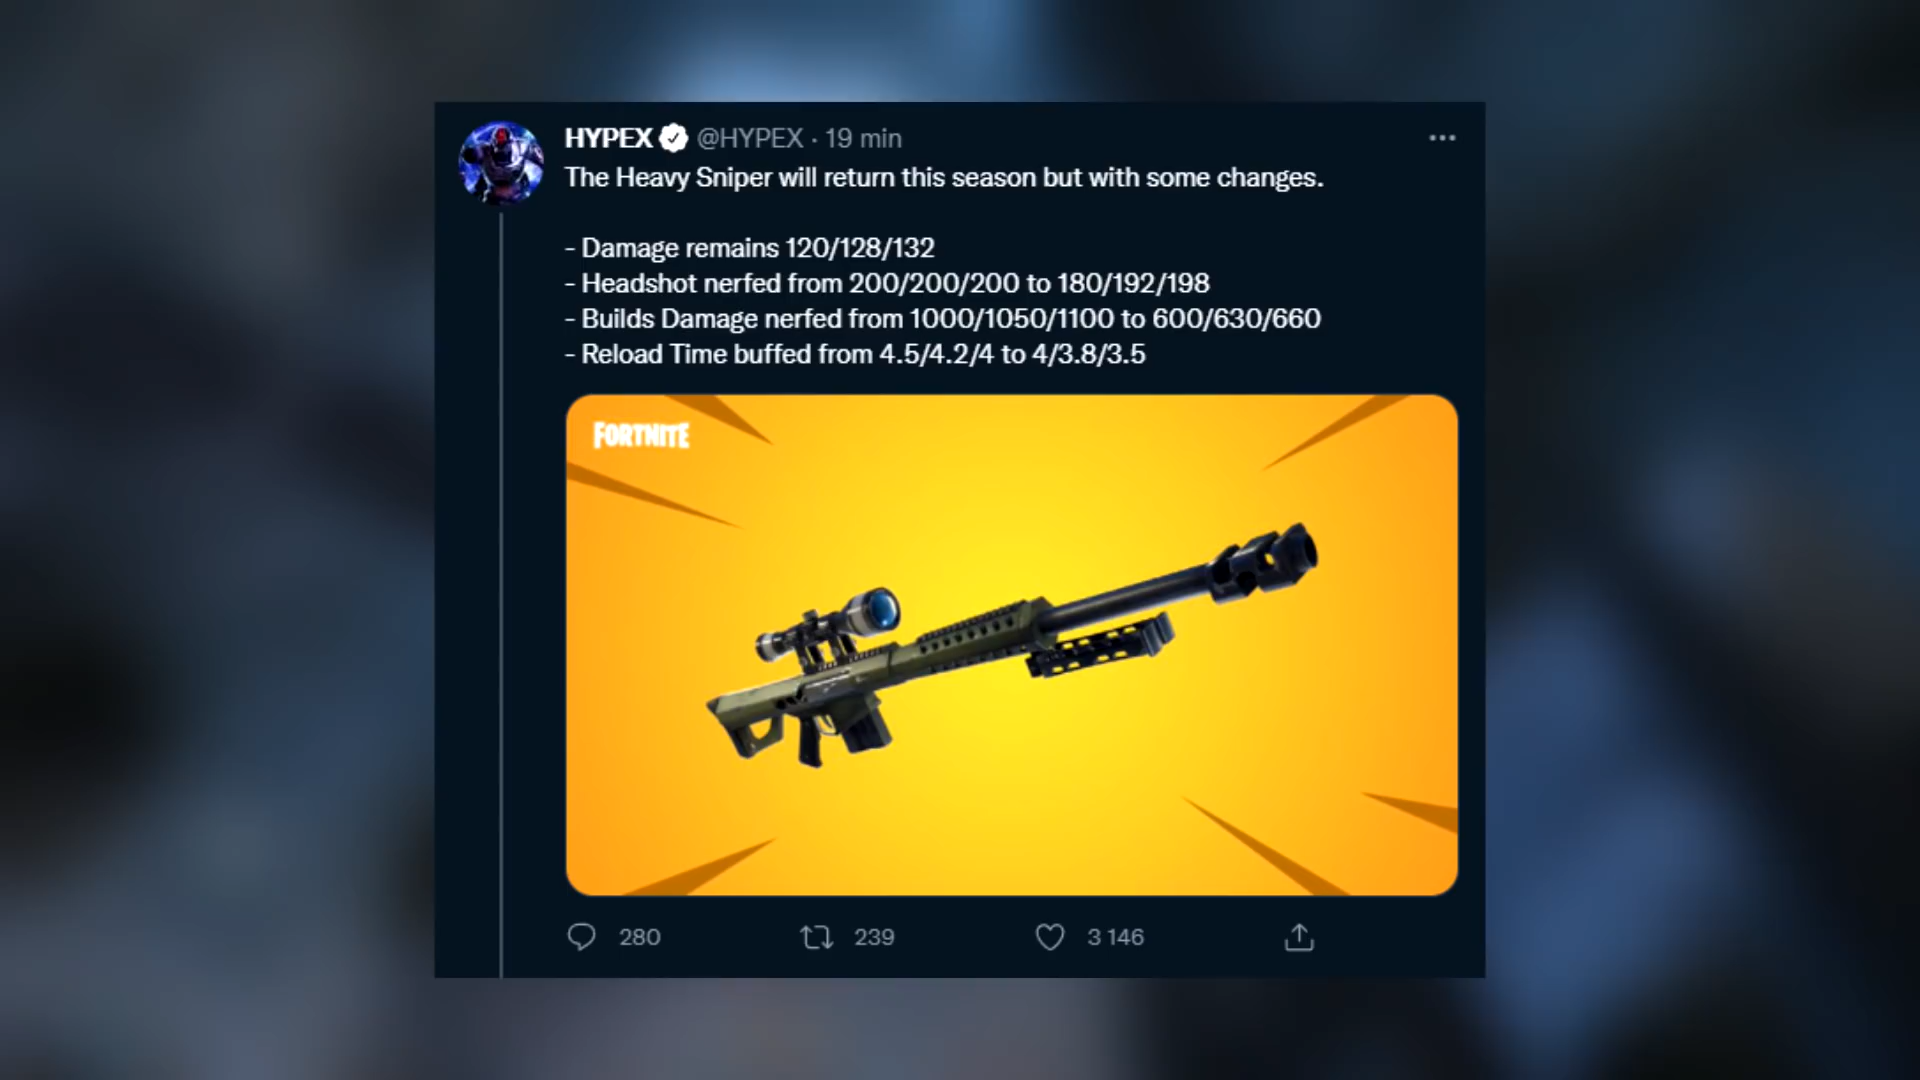 HYPEX @HYPEX · 19 min
The Heavy Sniper will return this season but with some changes.
- Damage remains 120/128/132
- Headshot nerfed from 200/200/200 to 180/192/198
- Builds Damage nerfed from 1000/1050/1100 to 600/630/660
- Reload Time buffed from 4.5/4.2/4 to 4/3.8/3.5
FORTNITE
280 239 3 146